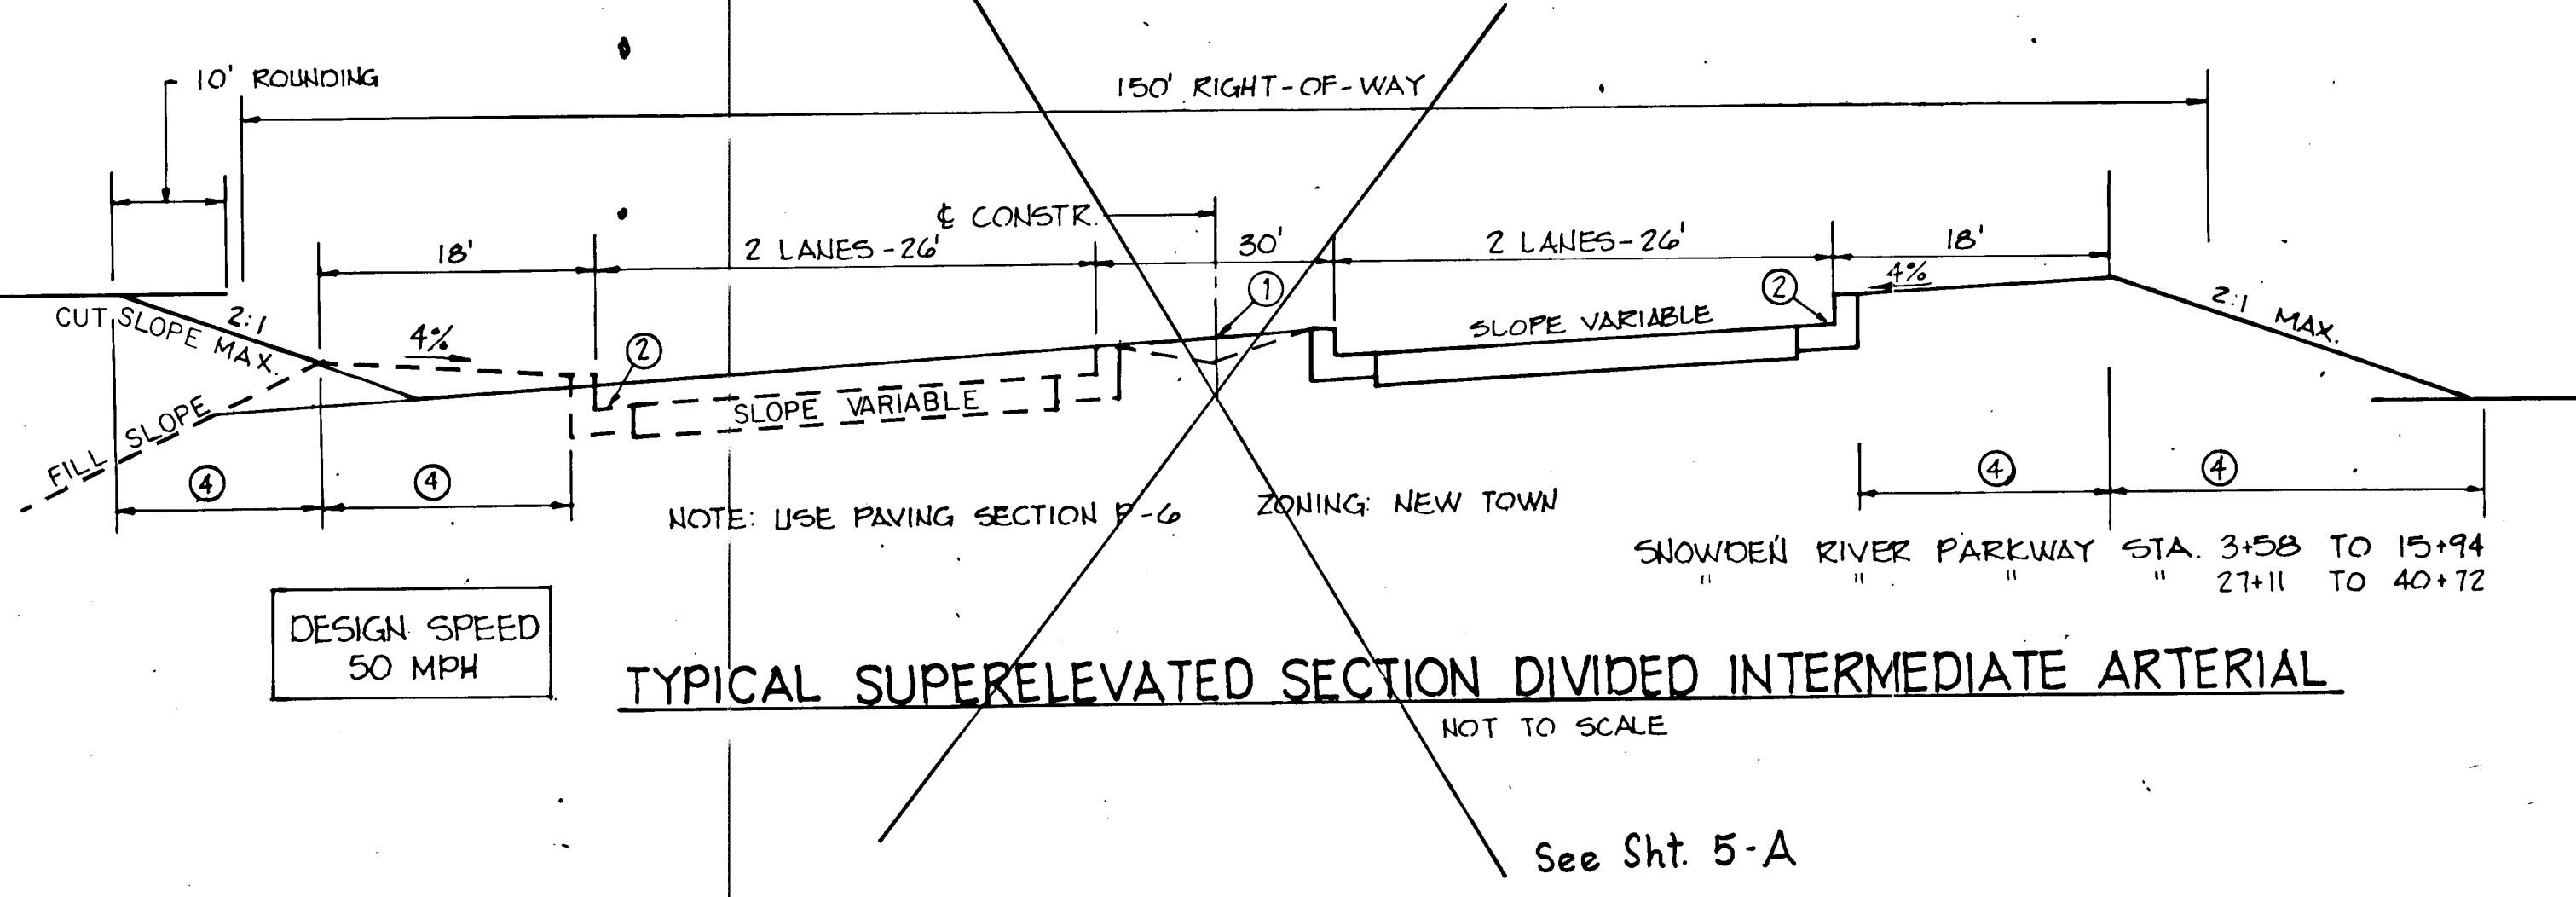 10' ROUNDING
150' RIGHT-OF-WAY
℄ CONSTR.
18'
2 LANES-26'
30'
2 LANES-26'
18'
1
2
4%
CUT SLOPE MAX.
2:1
4%
2
SLOPE VARIABLE
2:1 MAX.
SLOPE VARIABLE
FILL SLOPE
4
4
4
4
NOTE: USE PAVING SECTION P-6
ZONING: NEW TOWN
SNOWDEN RIVER PARKWAY STA. 3+58 TO 15+94
" " " " 27+11 TO 40+72
DESIGN SPEED
50 MPH
TYPICAL SUPERELEVATED SECTION DIVIDED INTERMEDIATE ARTERIAL
NOT TO SCALE
See Sht. 5-A